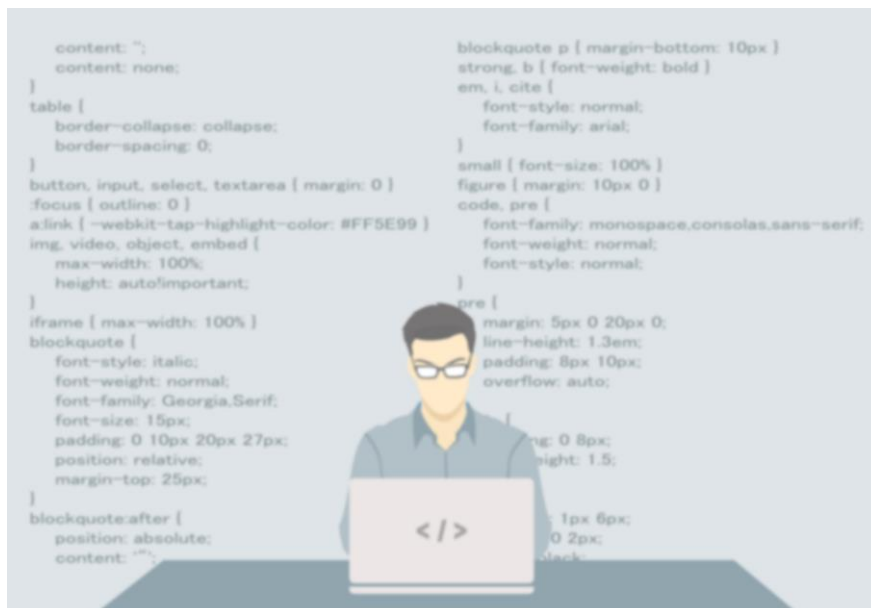 content: '';
content: none;
}
table {
border-collapse: collapse;
border-spacing: 0;
}
button, input, select, textarea { margin: 0 }
:focus { outline: 0 }
a:link { -webkit-tap-highlight-color: #FF5E99 }
img, video, object, embed {
max-width: 100%;
height: auto!important;
}
iframe { max-width: 100% }
blockquote {
font-style: italic;
font-weight: normal;
font-family: Georgia,Serif;
font-size: 15px;
padding: 0 10px 20px 27px;
position: relative;
margin-top: 25px;
}
blockquote:after {
position: absolute;
content: '"';
blockquote p { margin-bottom: 10px }
strong, b { font-weight: bold }
em, i, cite {
font-style: normal;
font-family: arial;
}
small { font-size: 100% }
figure { margin: 10px 0 }
code, pre {
font-family: monospace,consolas,sans-serif;
font-weight: normal;
font-style: normal;
}
pre {
margin: 5px 0 20px 0;
line-height: 1.3em;
padding: 8px 10px;
overflow: auto;
{
0 8px;
1.5;
1px 6px;
0 2px;
</>